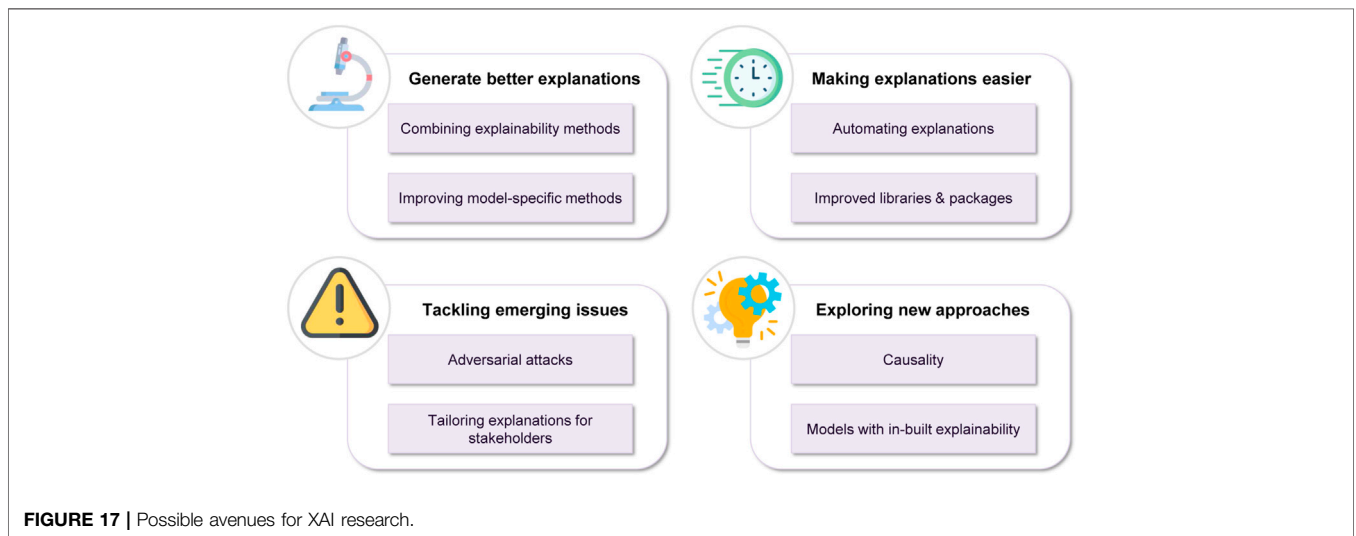 Generate better explanations
Combining explainability methods
Improving model-specific methods
Making explanations easier
Automating explanations
Improved libraries & packages
Tackling emerging issues
Adversarial attacks
Tailoring explanations for
stakeholders
Exploring new approaches
Causality
Models with in-built explainability
FIGURE 17 | Possible avenues for XAI research.